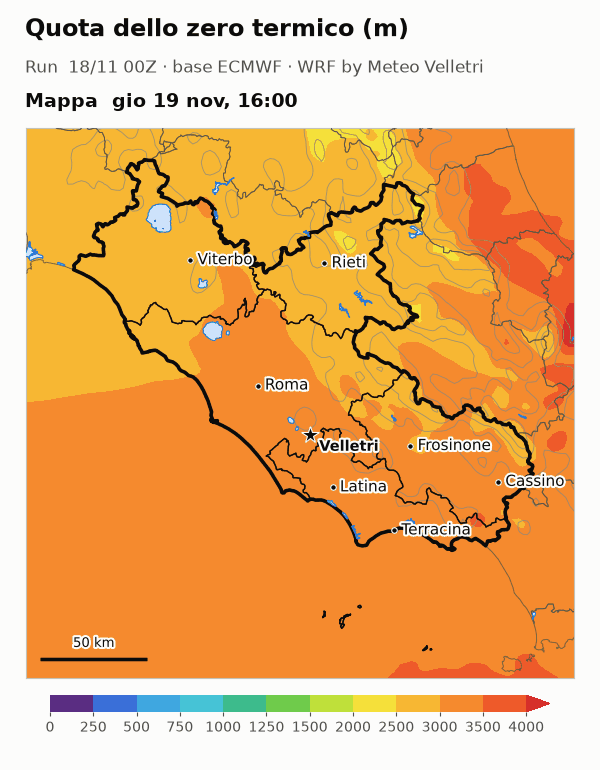 Quota dello zero termico (m)
Run  18/11 00Z · base ECMWF · WRF by Meteo Velletri
Mappa  gio 19 nov, 16:00
Viterbo
Rieti
Roma
Velletri
Frosinone
Latina
Cassino
Terracina
50 km
0 250 500 750 1000 1250 1500 2000 2500 3000 3500 4000